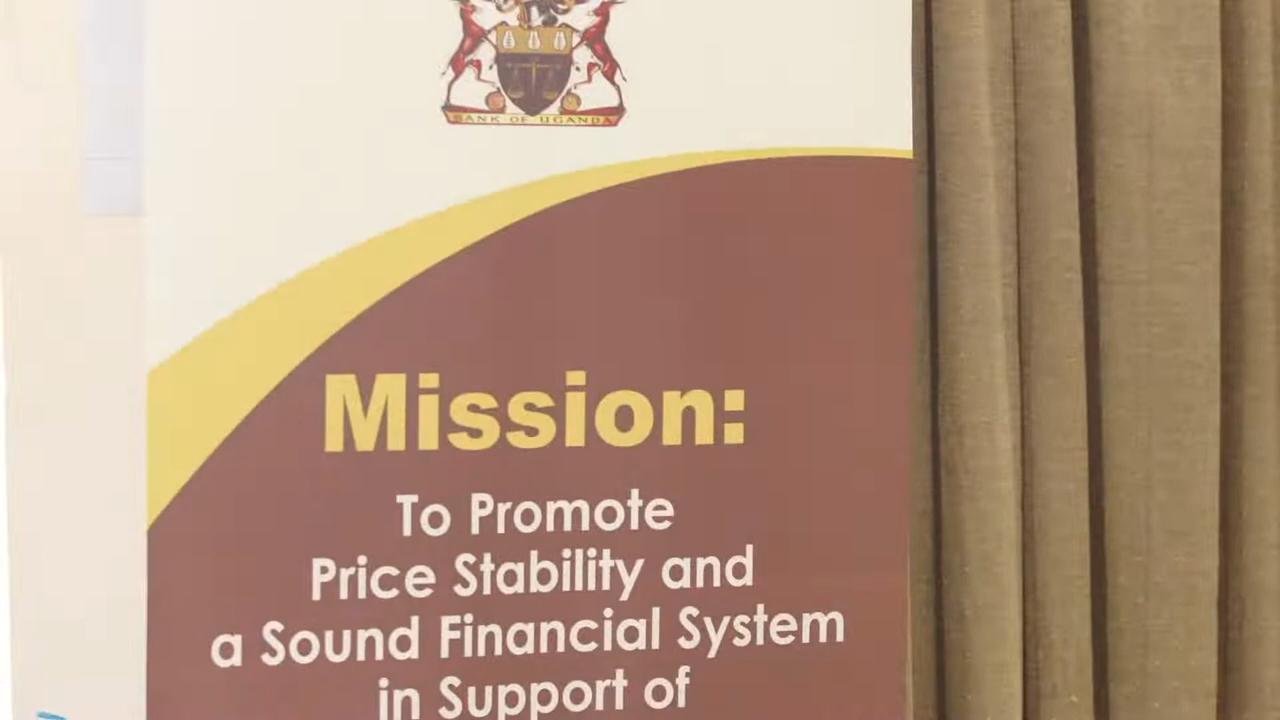 BANK OF UGANDA
Mission:
To Promote
Price Stability and
a Sound Financial System
in Support of